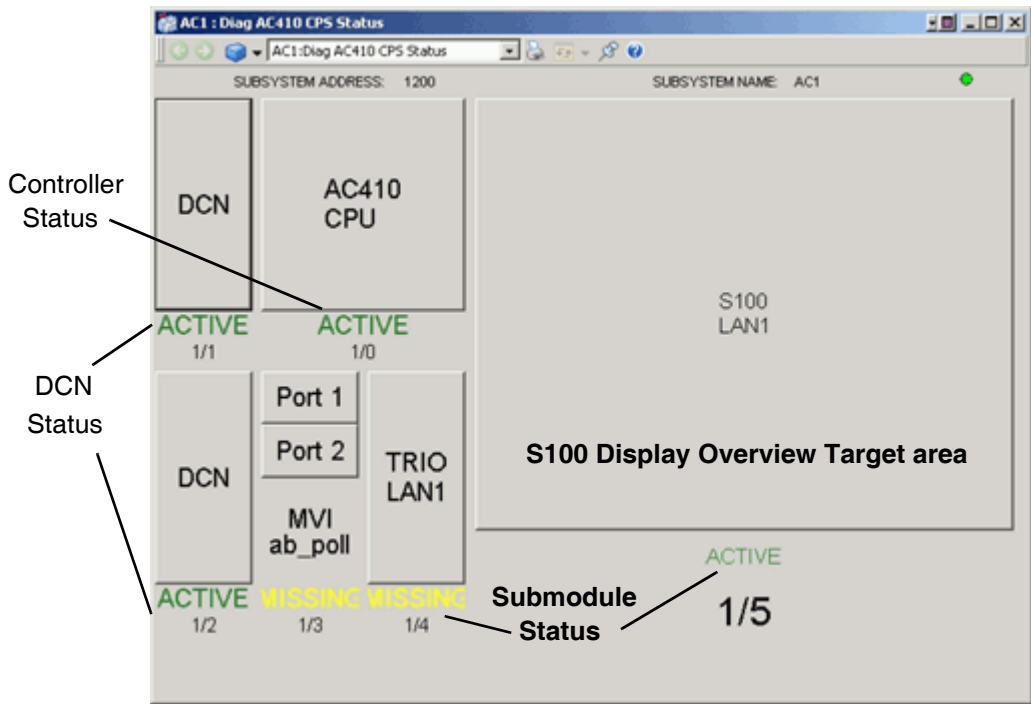 AC1 : Diag AC410 CPS Status
AC1:Diag AC410 CPS Status
SUBSYSTEM ADDRESS: 1200
SUBSYSTEM NAME: AC1
Controller
Status
DCN
AC410
CPU
S100
LAN1
ACTIVE
1/1
ACTIVE
1/0
DCN
Status
DCN
Port 1
Port 2
MVI
ab_poll
TRIO
LAN1
S100 Display Overview Target area
ACTIVE
1/2
MISSING
1/3
MISSING
1/4
Submodule
Status
ACTIVE
1/5